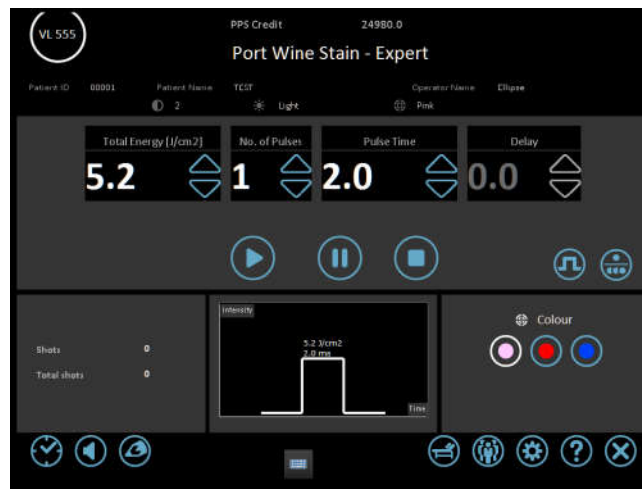 VL 555
PPS Credit 24980.0
Port Wine Stain - Expert
Patient ID 00001 Patient Name TEST Operator Name Ellipse
2 Light Pink
Total Energy [J/cm2] No. of Pulses Pulse Time Delay
5.2 1 2.0 0.0
Intensity
5.2 J/cm2
2.0 ms
Time
Colour
Shots 0
Total shots 0
?